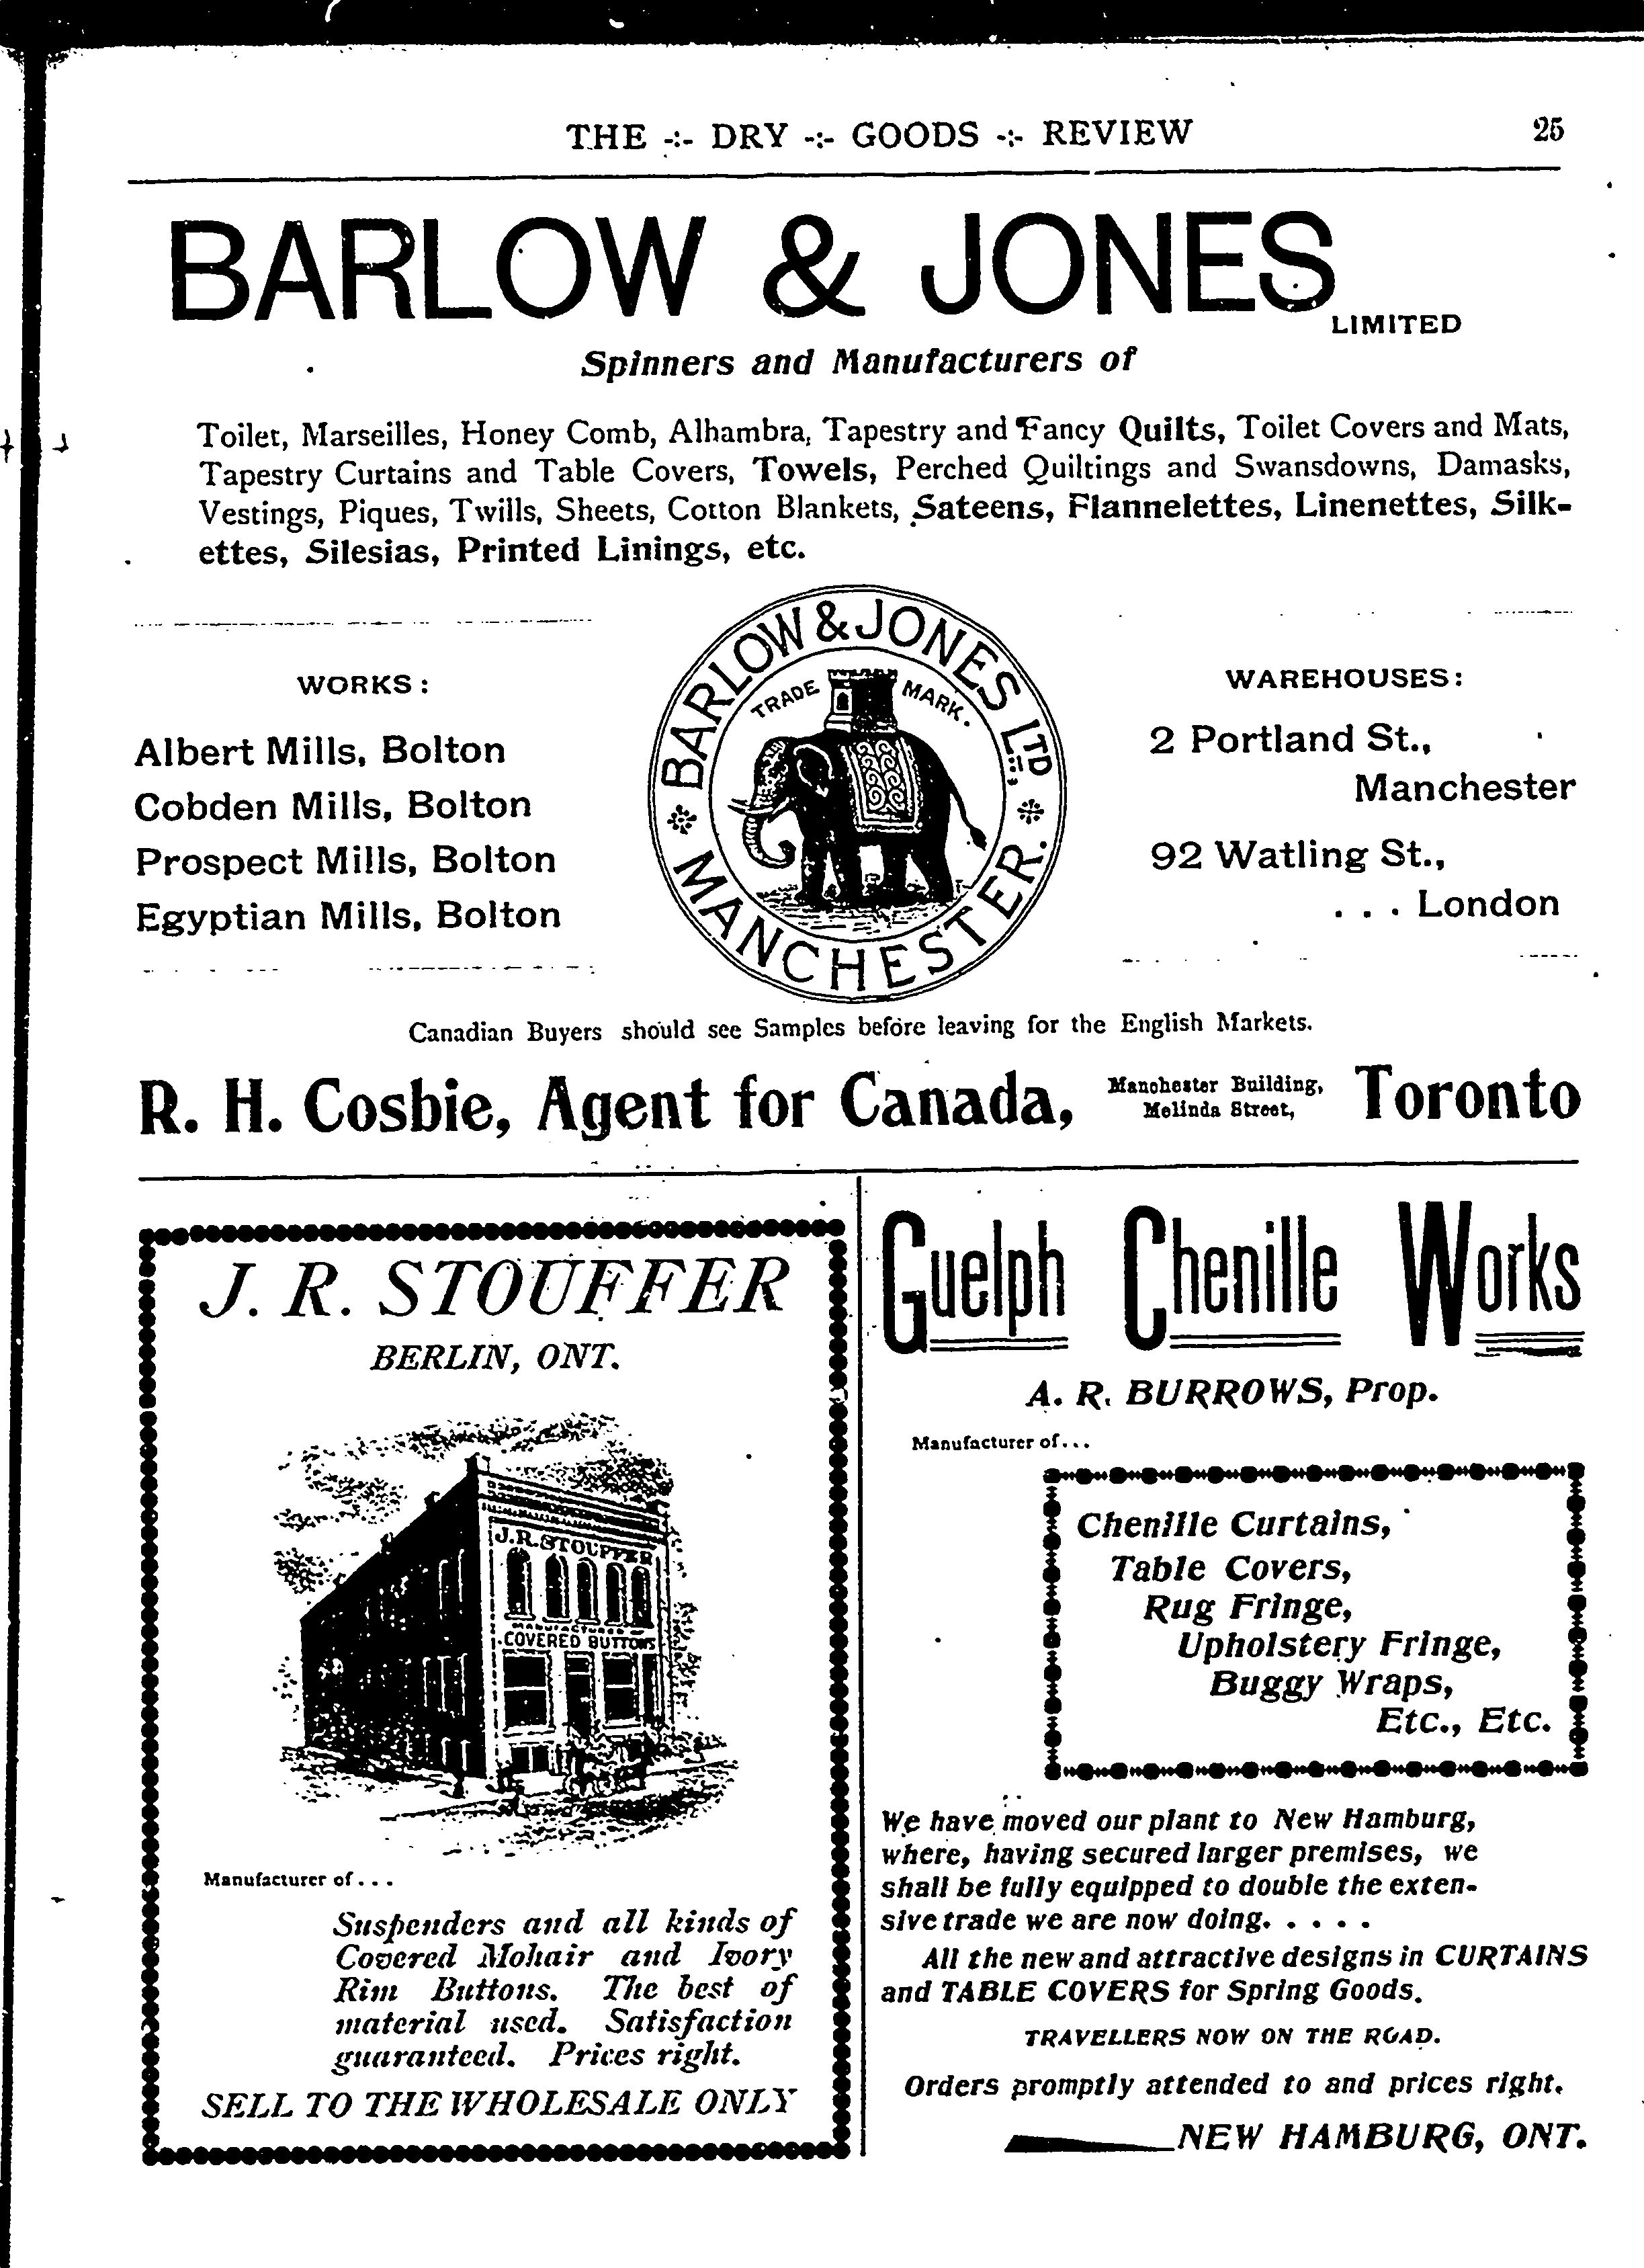 THE -:- DRY -:- GOODS -:- REVIEW 25
BARLOW & JONES LIMITED
Spinners and Manufacturers of
Toilet, Marseilles, Honey Comb, Alhambra, Tapestry and Fancy Quilts, Toilet Covers and Mats,
Tapestry Curtains and Table Covers, Towels, Perched Quiltings and Swansdowns, Damasks,
Vestings, Piques, Twills, Sheets, Cotton Blankets, Sateens, Flannelettes, Linenettes, Silk-
ettes, Silesias, Printed Linings, etc.
WORKS:
Albert Mills, Bolton
Cobden Mills, Bolton
Prospect Mills, Bolton
Egyptian Mills, Bolton
BARLOW & JONES LTD,
TRADE MARK.
MANCHESTER.
WAREHOUSES:
2 Portland St.,
Manchester
92 Watling St.,
. . . London
Canadian Buyers should see Samples before leaving for the English Markets.
R. H. Cosbie, Agent for Canada, Manchester Building, Melinda Street, Toronto
J. R. STOUFFER
BERLIN, ONT.
J.R. STOUFFER
MANUFACTURER OF
COVERED BUTTONS
Manufacturer of...
Suspenders and all kinds of
Covered Mohair and Ivory
Rim Buttons. The best of
material used. Satisfaction
guaranteed. Prices right.
SELL TO THE WHOLESALE ONLY
Guelph Chenille Works
A. R. BURROWS, Prop.
Manufacturer of...
Chenille Curtains,
Table Covers,
Rug Fringe,
Upholstery Fringe,
Buggy Wraps,
Etc., Etc.
We have moved our plant to New Hamburg,
where, having secured larger premises, we
shall be fully equipped to double the exten-
sive trade we are now doing. . . . .
All the new and attractive designs in CURTAINS
and TABLE COVERS for Spring Goods.
TRAVELLERS NOW ON THE ROAD.
Orders promptly attended to and prices right.
NEW HAMBURG, ONT.